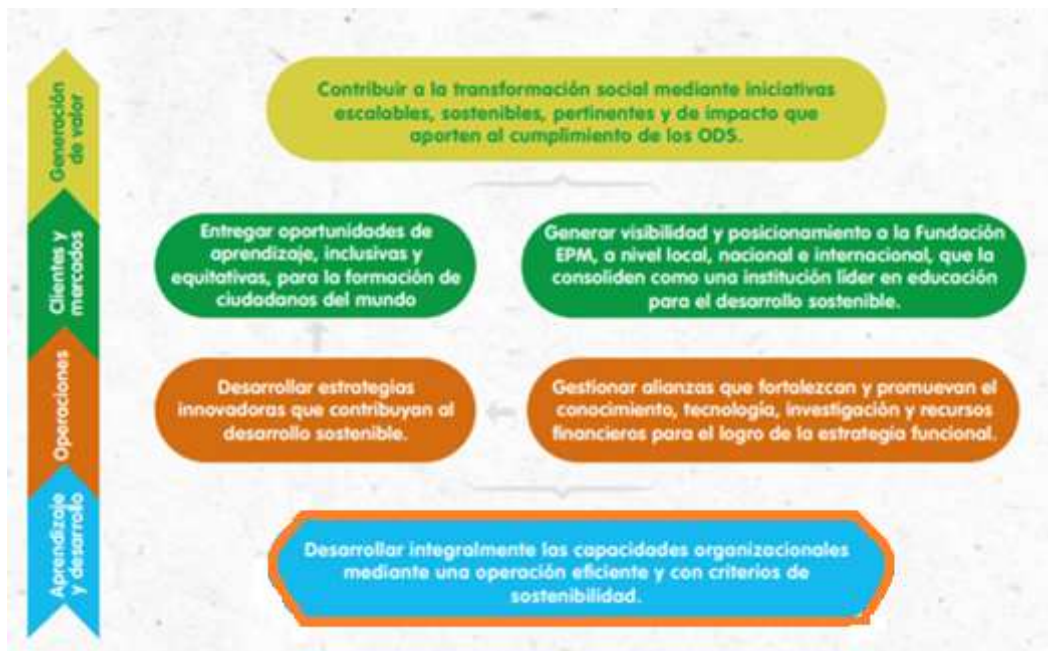 Generación
de valor
Contribuir a la transformación social mediante iniciativas
escalables, sostenibles, pertinentes y de impacto que
aporten al cumplimiento de los ODS.
Clientes y
marcados
Entregar oportunidades de
aprendizaje, inclusivas y
equitativas, para la formación de
ciudadanos del mundo
Generar visibilidad y posicionamiento a la Fundación
EPM, a nivel local, nacional e internacional, que la
consoliden como una institución líder en educación
para el desarrollo sostenible.
Operaciones
Desarrollar estrategias
innovadoras que contribuyan al
desarrollo sostenible.
Gestionar alianzas que fortalezcan y promuevan el
conocimiento, tecnología, investigación y recursos
financieros para el logro de la estrategia funcional.
Aprendizaje
y desarrollo
Desarrollar integralmente las capacidades organizacionales
mediante una operación eficiente y con criterios de
sostenibilidad.